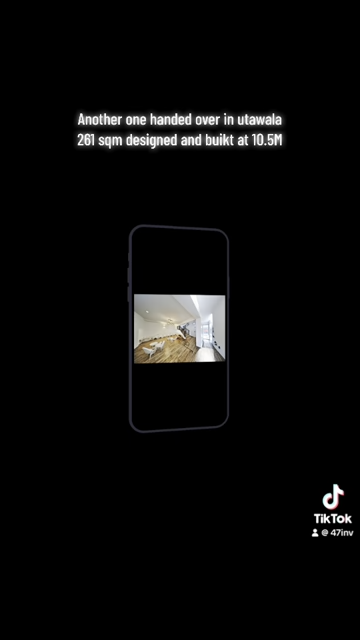 Another one handed over in utawala
261 sqm designed and buikt at 10.5M
TikTok
@ 47inv